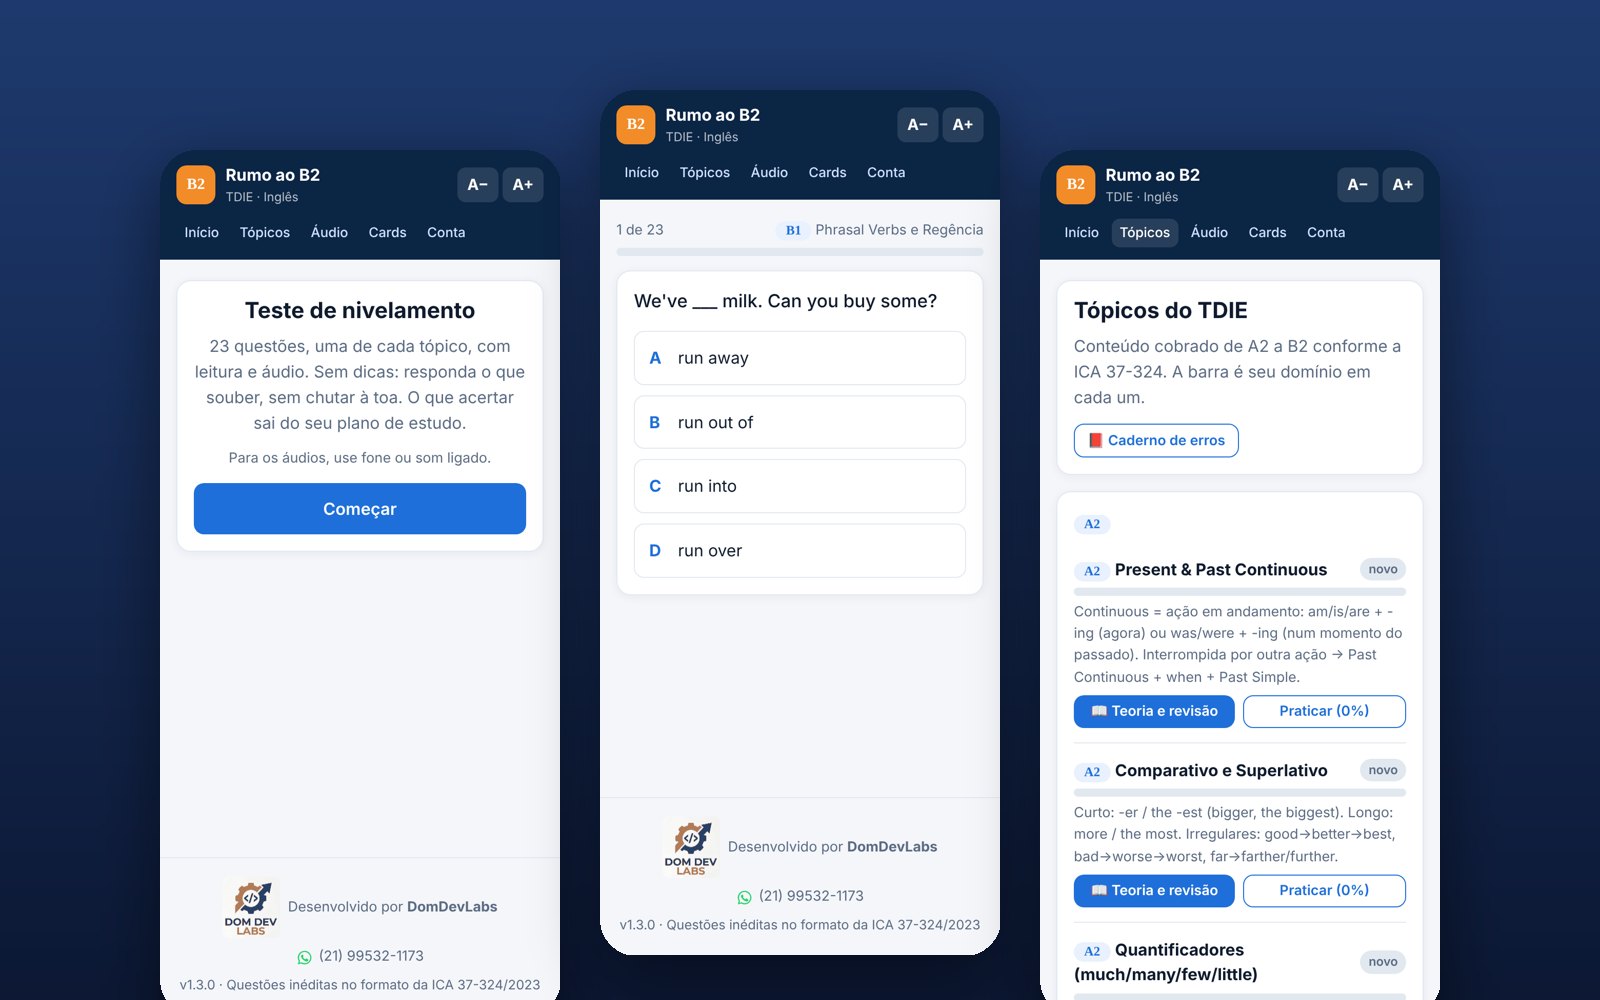 B2
Rumo ao B2
TDIE · Inglês
A−
A+
Início
Tópicos
Áudio
Cards
Conta
Teste de nivelamento
23 questões, uma de cada tópico, com
leitura e áudio. Sem dicas: responda o que
souber, sem chutar à toa. O que acertar
sai do seu plano de estudo.
Para os áudios, use fone ou som ligado.
Começar
DOM DEV
LABS
Desenvolvido por DomDevLabs
(21) 99532-1173
v1.3.0 · Questões inéditas no formato da ICA 37-324/2023
B2
Rumo ao B2
TDIE · Inglês
A−
A+
Início
Tópicos
Áudio
Cards
Conta
1 de 23
B1 Phrasal Verbs e Regência
We've ___ milk. Can you buy some?
A run away
B run out of
C run into
D run over
DOM DEV
LABS
Desenvolvido por DomDevLabs
(21) 99532-1173
v1.3.0 · Questões inéditas no formato da ICA 37-324/2023
B2
Rumo ao B2
TDIE · Inglês
A−
A+
Início
Tópicos
Áudio
Cards
Conta
Tópicos do TDIE
Conteúdo cobrado de A2 a B2 conforme a
ICA 37-324. A barra é seu domínio em
cada um.
Caderno de erros
A2
A2 Present & Past Continuous
novo
Continuous = ação em andamento: am/is/are + -
ing (agora) ou was/were + -ing (num momento do
passado). Interrompida por outra ação → Past
Continuous + when + Past Simple.
Teoria e revisão
Praticar (0%)
A2 Comparativo e Superlativo
novo
Curto: -er / the -est (bigger, the biggest). Longo:
more / the most. Irregulares: good→better→best,
bad→worse→worst, far→farther/further.
Teoria e revisão
Praticar (0%)
A2 Quantificadores
(much/many/few/little)
novo